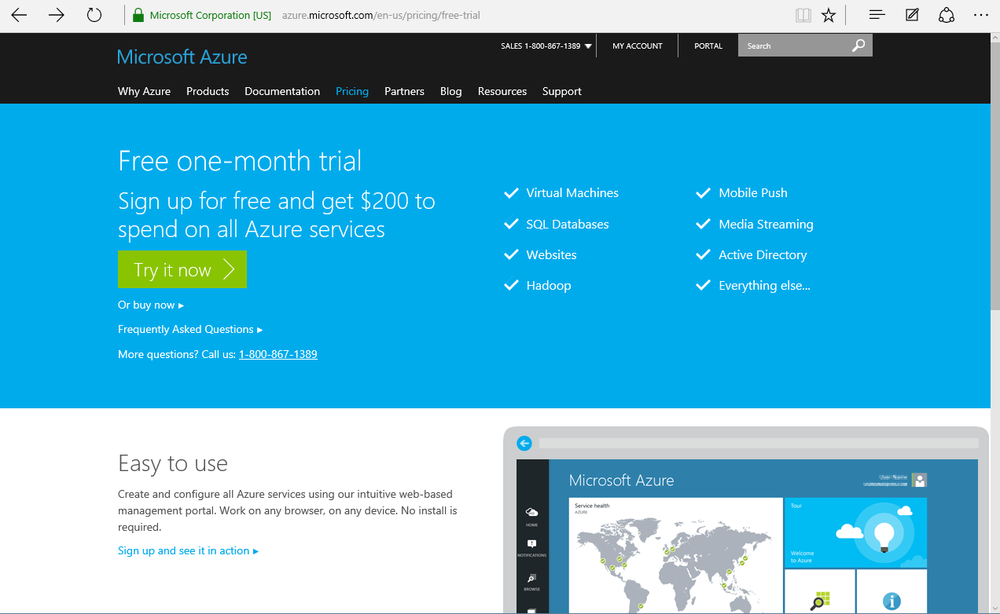 Microsoft Corporation [US] azure.microsoft.com/en-us/pricing/free-trial
SALES 1-800-867-1389 MY ACCOUNT PORTAL Search
Microsoft Azure
Why Azure Products Documentation Pricing Partners Blog Resources Support
Free one-month trial
Sign up for free and get $200 to
spend on all Azure services
Try it now
Or buy now ▸
Frequently Asked Questions ▸
More questions? Call us: 1-800-867-1389
Virtual Machines
SQL Databases
Websites
Hadoop
Mobile Push
Media Streaming
Active Directory
Everything else...
Easy to use
Create and configure all Azure services using our intuitive web-based
management portal. Work on any browser, on any device. No install is
required.
Sign up and see it in action ▸
Microsoft Azure
HOME
NOTIFICATIONS
BROWSE
Service health
AZURE
Tour
Welcome
to Azure